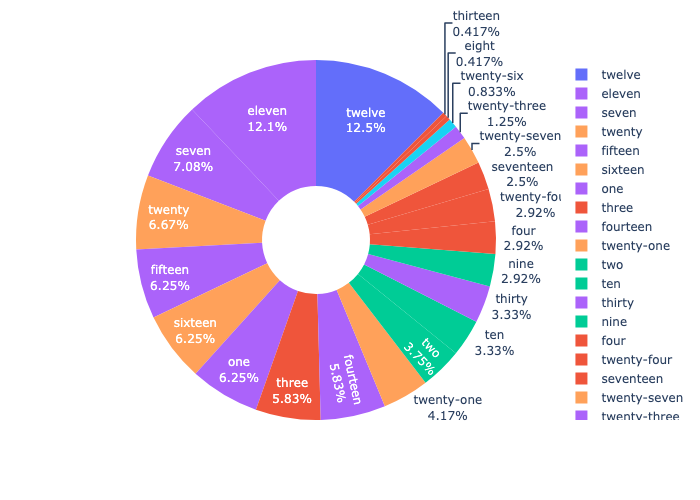 thirteen
0.417%
eight
0.417%
twenty-six
0.833%
twenty-three
1.25%
twenty-seven
2.5%
seventeen
2.5%
twenty-fou
2.92%
four
2.92%
nine
2.92%
thirty
3.33%
ten
3.33%
two
3.75%
twenty-one
4.17%
fourteen
5.83%
three
5.83%
one
6.25%
sixteen
6.25%
fifteen
6.25%
twenty
6.67%
seven
7.08%
eleven
12.1%
twelve
12.5%
twelve
eleven
seven
twenty
fifteen
sixteen
one
three
fourteen
twenty-one
two
ten
thirty
nine
four
twenty-four
seventeen
twenty-seven
twenty-three